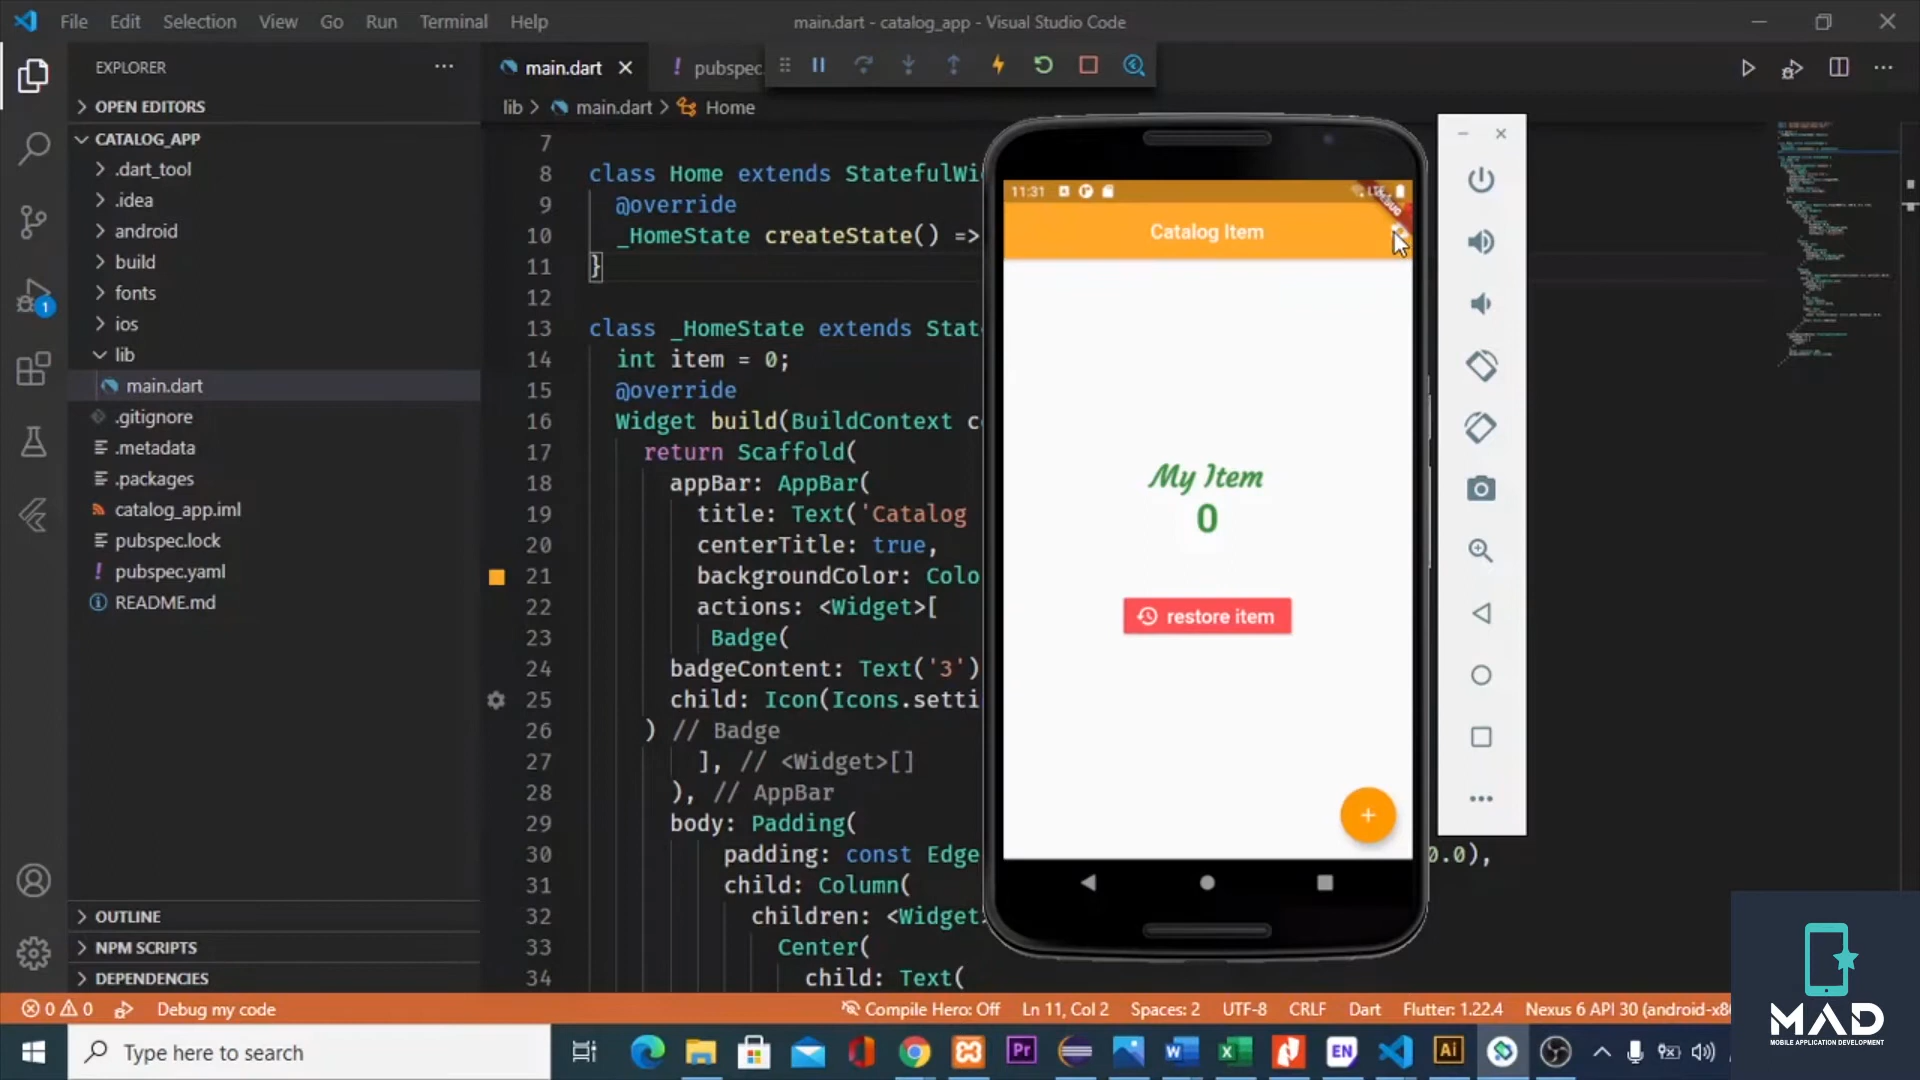 File Edit Selection View Go Run Terminal Help
main.dart - catalog_app - Visual Studio Code
EXPLORER
OPEN EDITORS
CATALOG_APP
.dart_tool
.idea
android
build
fonts
ios
lib
main.dart
.gitignore
.metadata
.packages
catalog_app.iml
pubspec.lock
! pubspec.yaml
README.md
OUTLINE
NPM SCRIPTS
DEPENDENCIES
1
main.dart
! pubspec
lib > main.dart > Home
7
8 class Home extends StatefulWi
9 @override
10 _HomeState createState() =>
11 }
12
13 class _HomeState extends Stat
14 int item = 0;
15 @override
16 Widget build(BuildContext c
17 return Scaffold(
18 appBar: AppBar(
19 title: Text('Catalog
20 centerTitle: true,
21 backgroundColor: Colo
22 actions: <Widget>[
23 Badge(
24 badgeContent: Text('3')
25 child: Icon(Icons.setti
26 ) // Badge
27 ], // <Widget>[]
28 ), // AppBar
29 body: Padding(
30 padding: const Edge
0.0),
31 child: Column(
32 children: <Widget>
33 Center(
34 child: Text(
11:31
LTE
Catalog Item
My Item
0
restore item
+
0 0 Debug my code
Compile Hero: Off Ln 11, Col 2 Spaces: 2 UTF-8 CRLF Dart Flutter: 1.22.4 Nexus 6 API 30 (android-x8
Type here to search
Pr
EN
Ai
MAD
MOBILE APPLICATION DEVELOPMENT